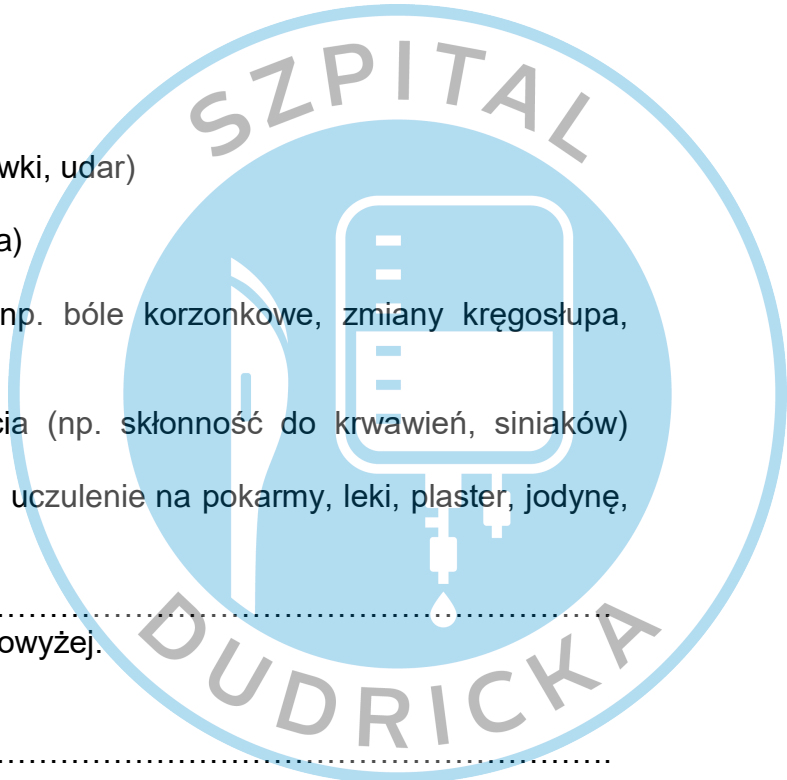 SZPITAL
wki, udar)
a)
np. bóle korzonkowe, zmiany kręgosłupa,
cia (np. skłonność do krwawień, siniaków)
uczulenie na pokarmy, leki, plaster, jodynę,
……………………………………………………………….
owyżej.
DUDRICKA
……………………………………………………………….